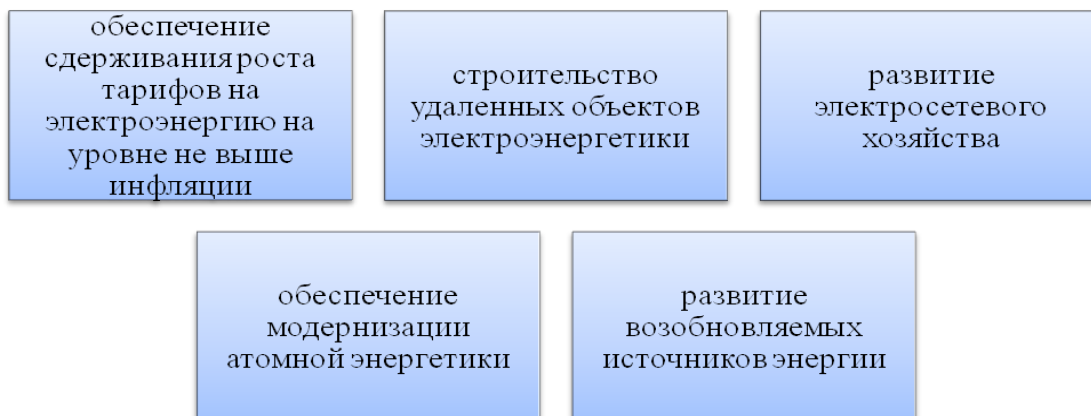 обеспечение
сдерживания роста
тарифов на
электроэнергию на
уровне не выше
инфляции
строительство
удаленных объектов
электроэнергетики
развитие
электросетевого
хозяйства
обеспечение
модернизации
атомной энергетики
развитие
возобновляемых
источников энергии